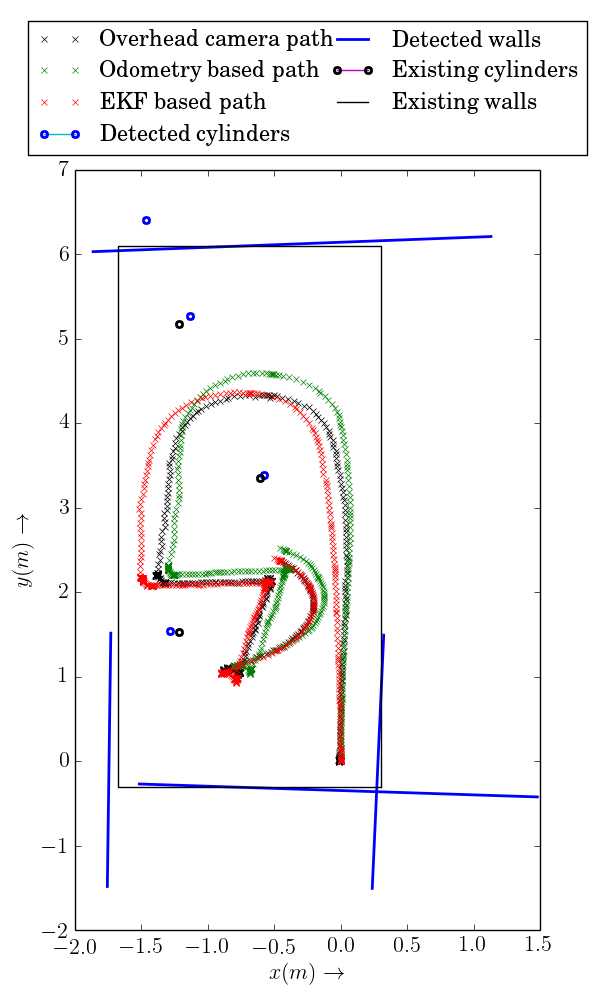 Overhead camera path
Odometry based path
EKF based path
Detected cylinders
Detected walls
Existing cylinders
Existing walls
7
6
5
4
3
2
1
0
−1
−2
y(m) →
−2.0 −1.5 −1.0 −0.5 0.0 0.5 1.0 1.5
x(m) →